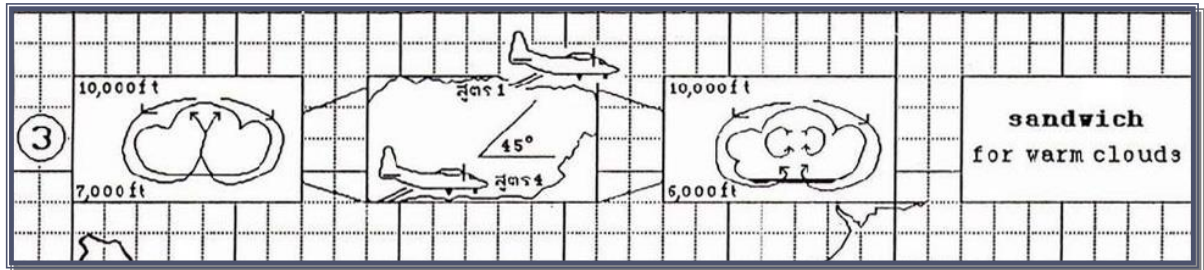 3
10,000ft
7,000ft
สูตร 1
45°
สูตร 4
10,000ft
6,000ft
sandwich
for warm clouds